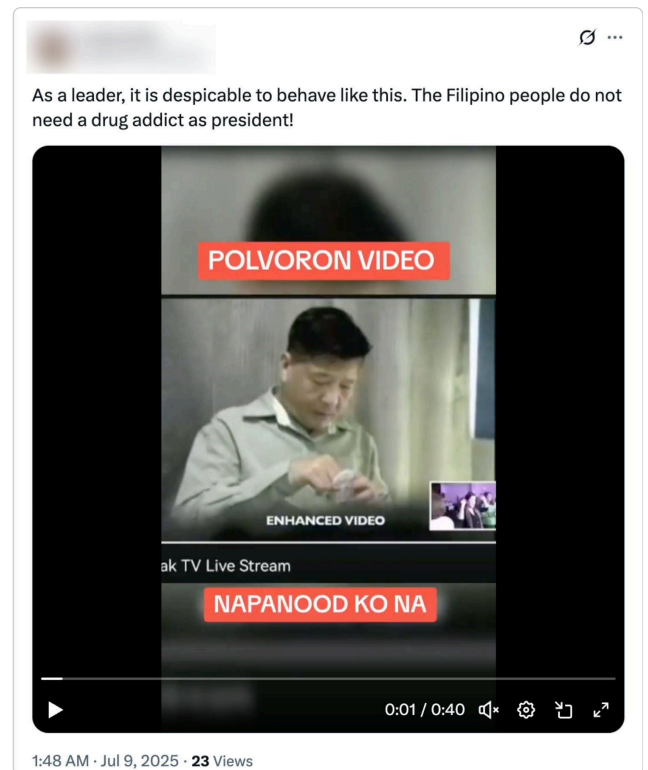 As a leader, it is despicable to behave like this. The Filipino people do not
need a drug addict as president!
POLVORON VIDEO
ENHANCED VIDEO
ak TV Live Stream
NAPANOOD KO NA
0:01 / 0:40
1:48 AM · Jul 9, 2025 · 23 Views